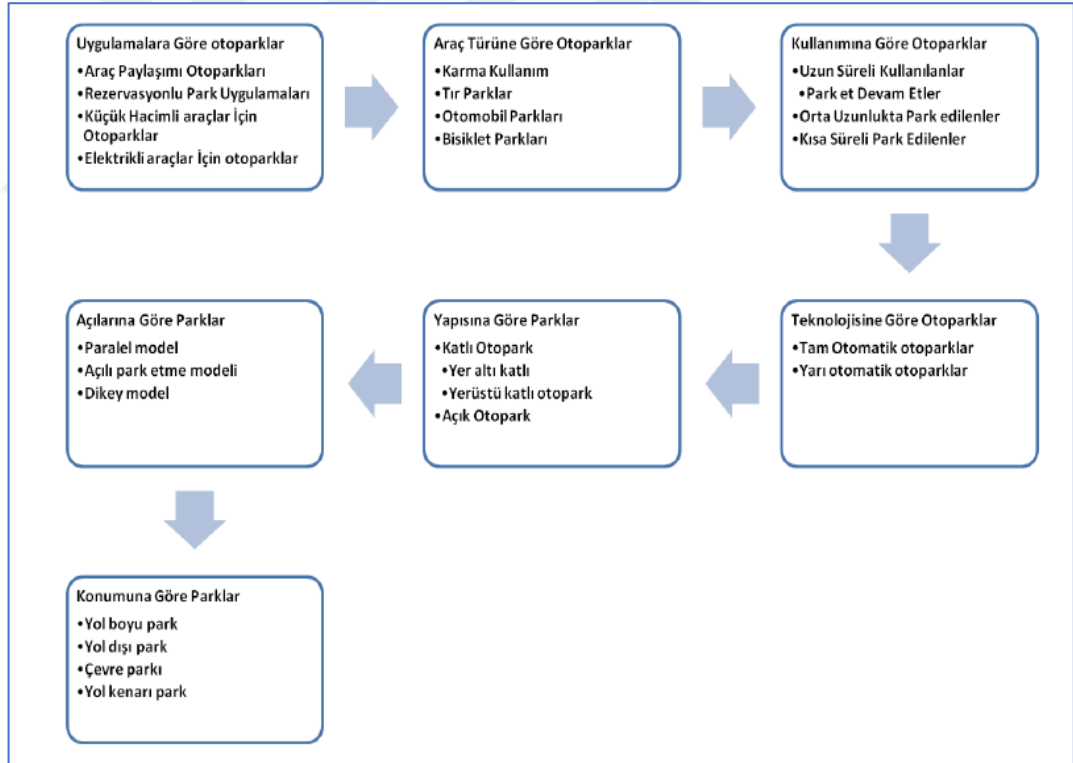 Uygulamalara Göre otoparklar
•Araç Paylaşımı Otoparkları
•Rezervasyonlu Park Uygulamaları
•Küçük Hacimli araçlar İçin
Otoparklar
•Elektrikli araçlar İçin otoparklar
Araç Türüne Göre Otoparklar
•Karma Kullanım
•Tır Parklar
•Otomobil Parkları
•Bisiklet Parkları
Kullanımına Göre Otoparklar
•Uzun Süreli Kullanılanlar
•Park et Devam Etler
•Orta Uzunlukta Park edilenler
•Kısa Süreli Park Edilenler
Teknolojisine Göre Otoparklar
•Tam Otomatik otoparklar
•Yarı otomatik otoparklar
Yapısına Göre Parklar
•Katlı Otopark
•Yer altı katlı
•Yerüstü katlı otopark
•Açık Otopark
Açılarına Göre Parklar
•Paralel model
•Açılı park etme modeli
•Dikey model
Konumuna Göre Parklar
•Yol boyu park
•Yol dışı park
•Çevre parkı
•Yol kenarı park